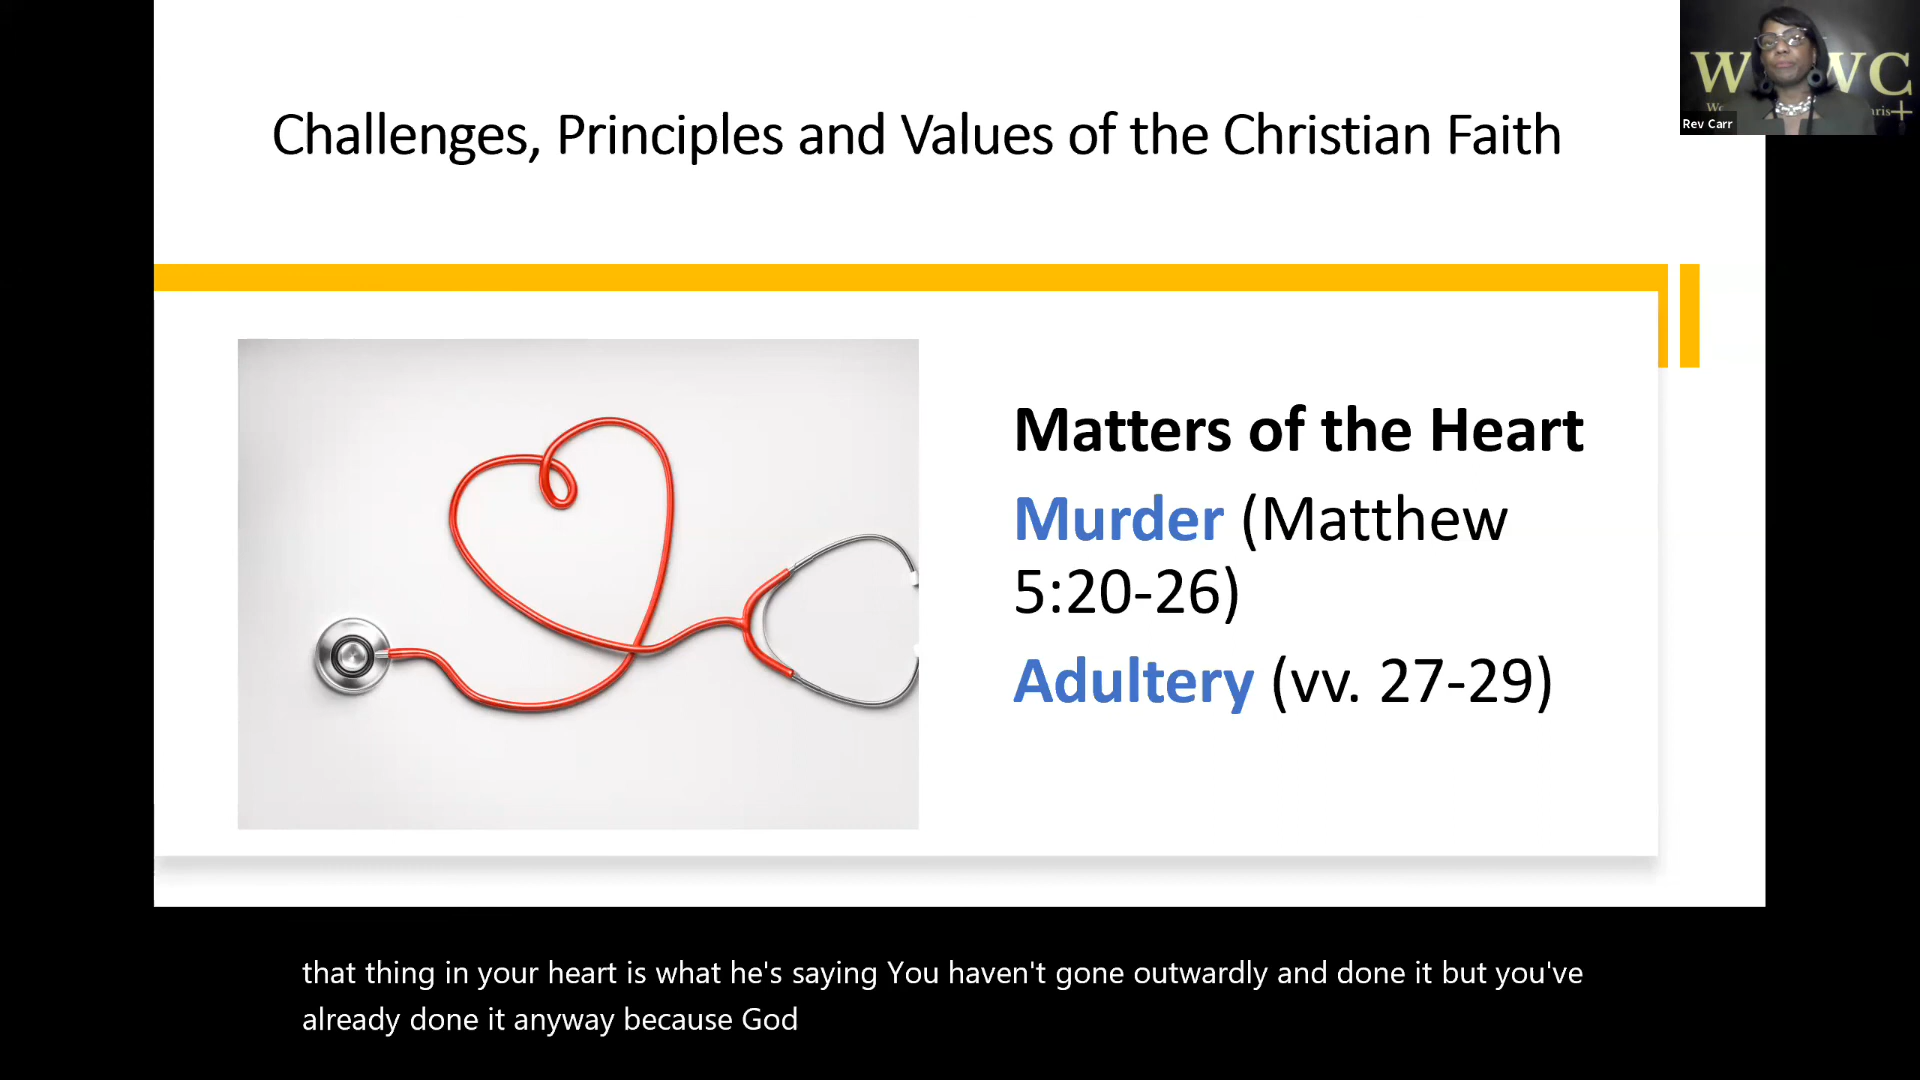 Challenges, Principles and Values of the Christian Faith
Rev Carr
Matters of the Heart
Murder (Matthew
5:20-26)
Adultery (vv. 27-29)
that thing in your heart is what he's saying You haven't gone outwardly and done it but you've
already done it anyway because God